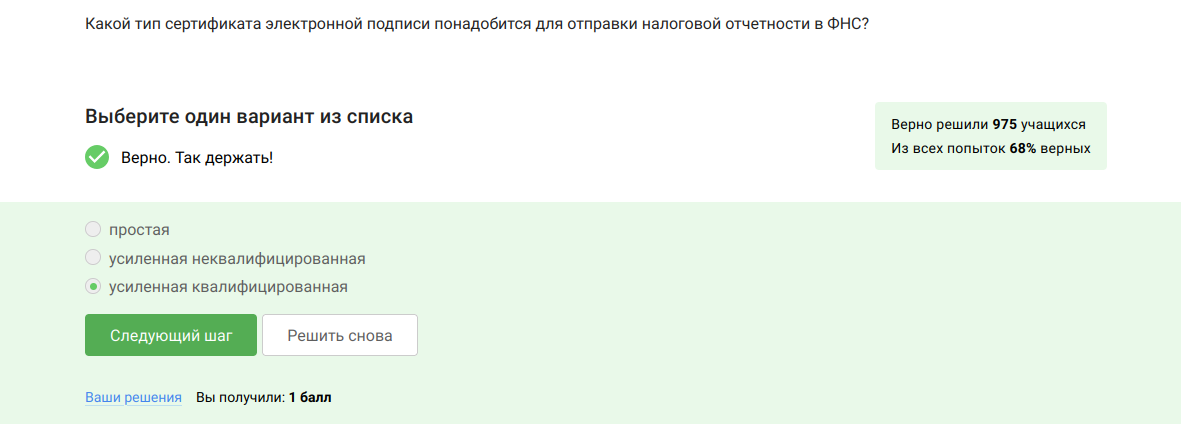 Какой тип сертификата электронной подписи понадобится для отправки налоговой отчетности в ФНС?
Выберите один вариант из списка
Верно. Так держать!
Верно решили 975 учащихся
Из всех попыток 68% верных
простая
усиленная неквалифицированная
усиленная квалифицированная
Следующий шаг
Решить снова
Ваши решения
Вы получили: 1 балл